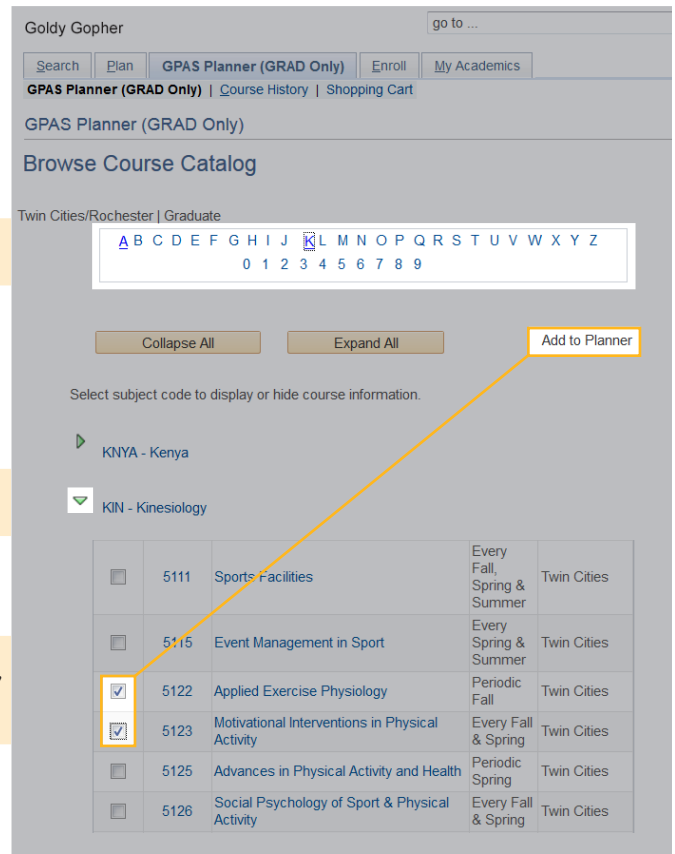 Goldy Gopher
go to ...
Search Plan GPAS Planner (GRAD Only) Enroll My Academics
GPAS Planner (GRAD Only) | Course History | Shopping Cart
GPAS Planner (GRAD Only)
Browse Course Catalog
Twin Cities/Rochester | Graduate
A B C D E F G H I J K L M N O P Q R S T U V W X Y Z
0 1 2 3 4 5 6 7 8 9
Collapse All Expand All Add to Planner
Select subject code to display or hide course information.
KNYA - Kenya
KIN - Kinesiology
5111 Sports Facilities Every Fall, Spring & Summer Twin Cities
5115 Event Management in Sport Every Spring & Summer Twin Cities
5122 Applied Exercise Physiology Periodic Fall Twin Cities
5123 Motivational Interventions in Physical Activity Every Fall & Spring Twin Cities
5125 Advances in Physical Activity and Health Periodic Spring Twin Cities
5126 Social Psychology of Sport & Physical Activity Every Fall & Spring Twin Cities